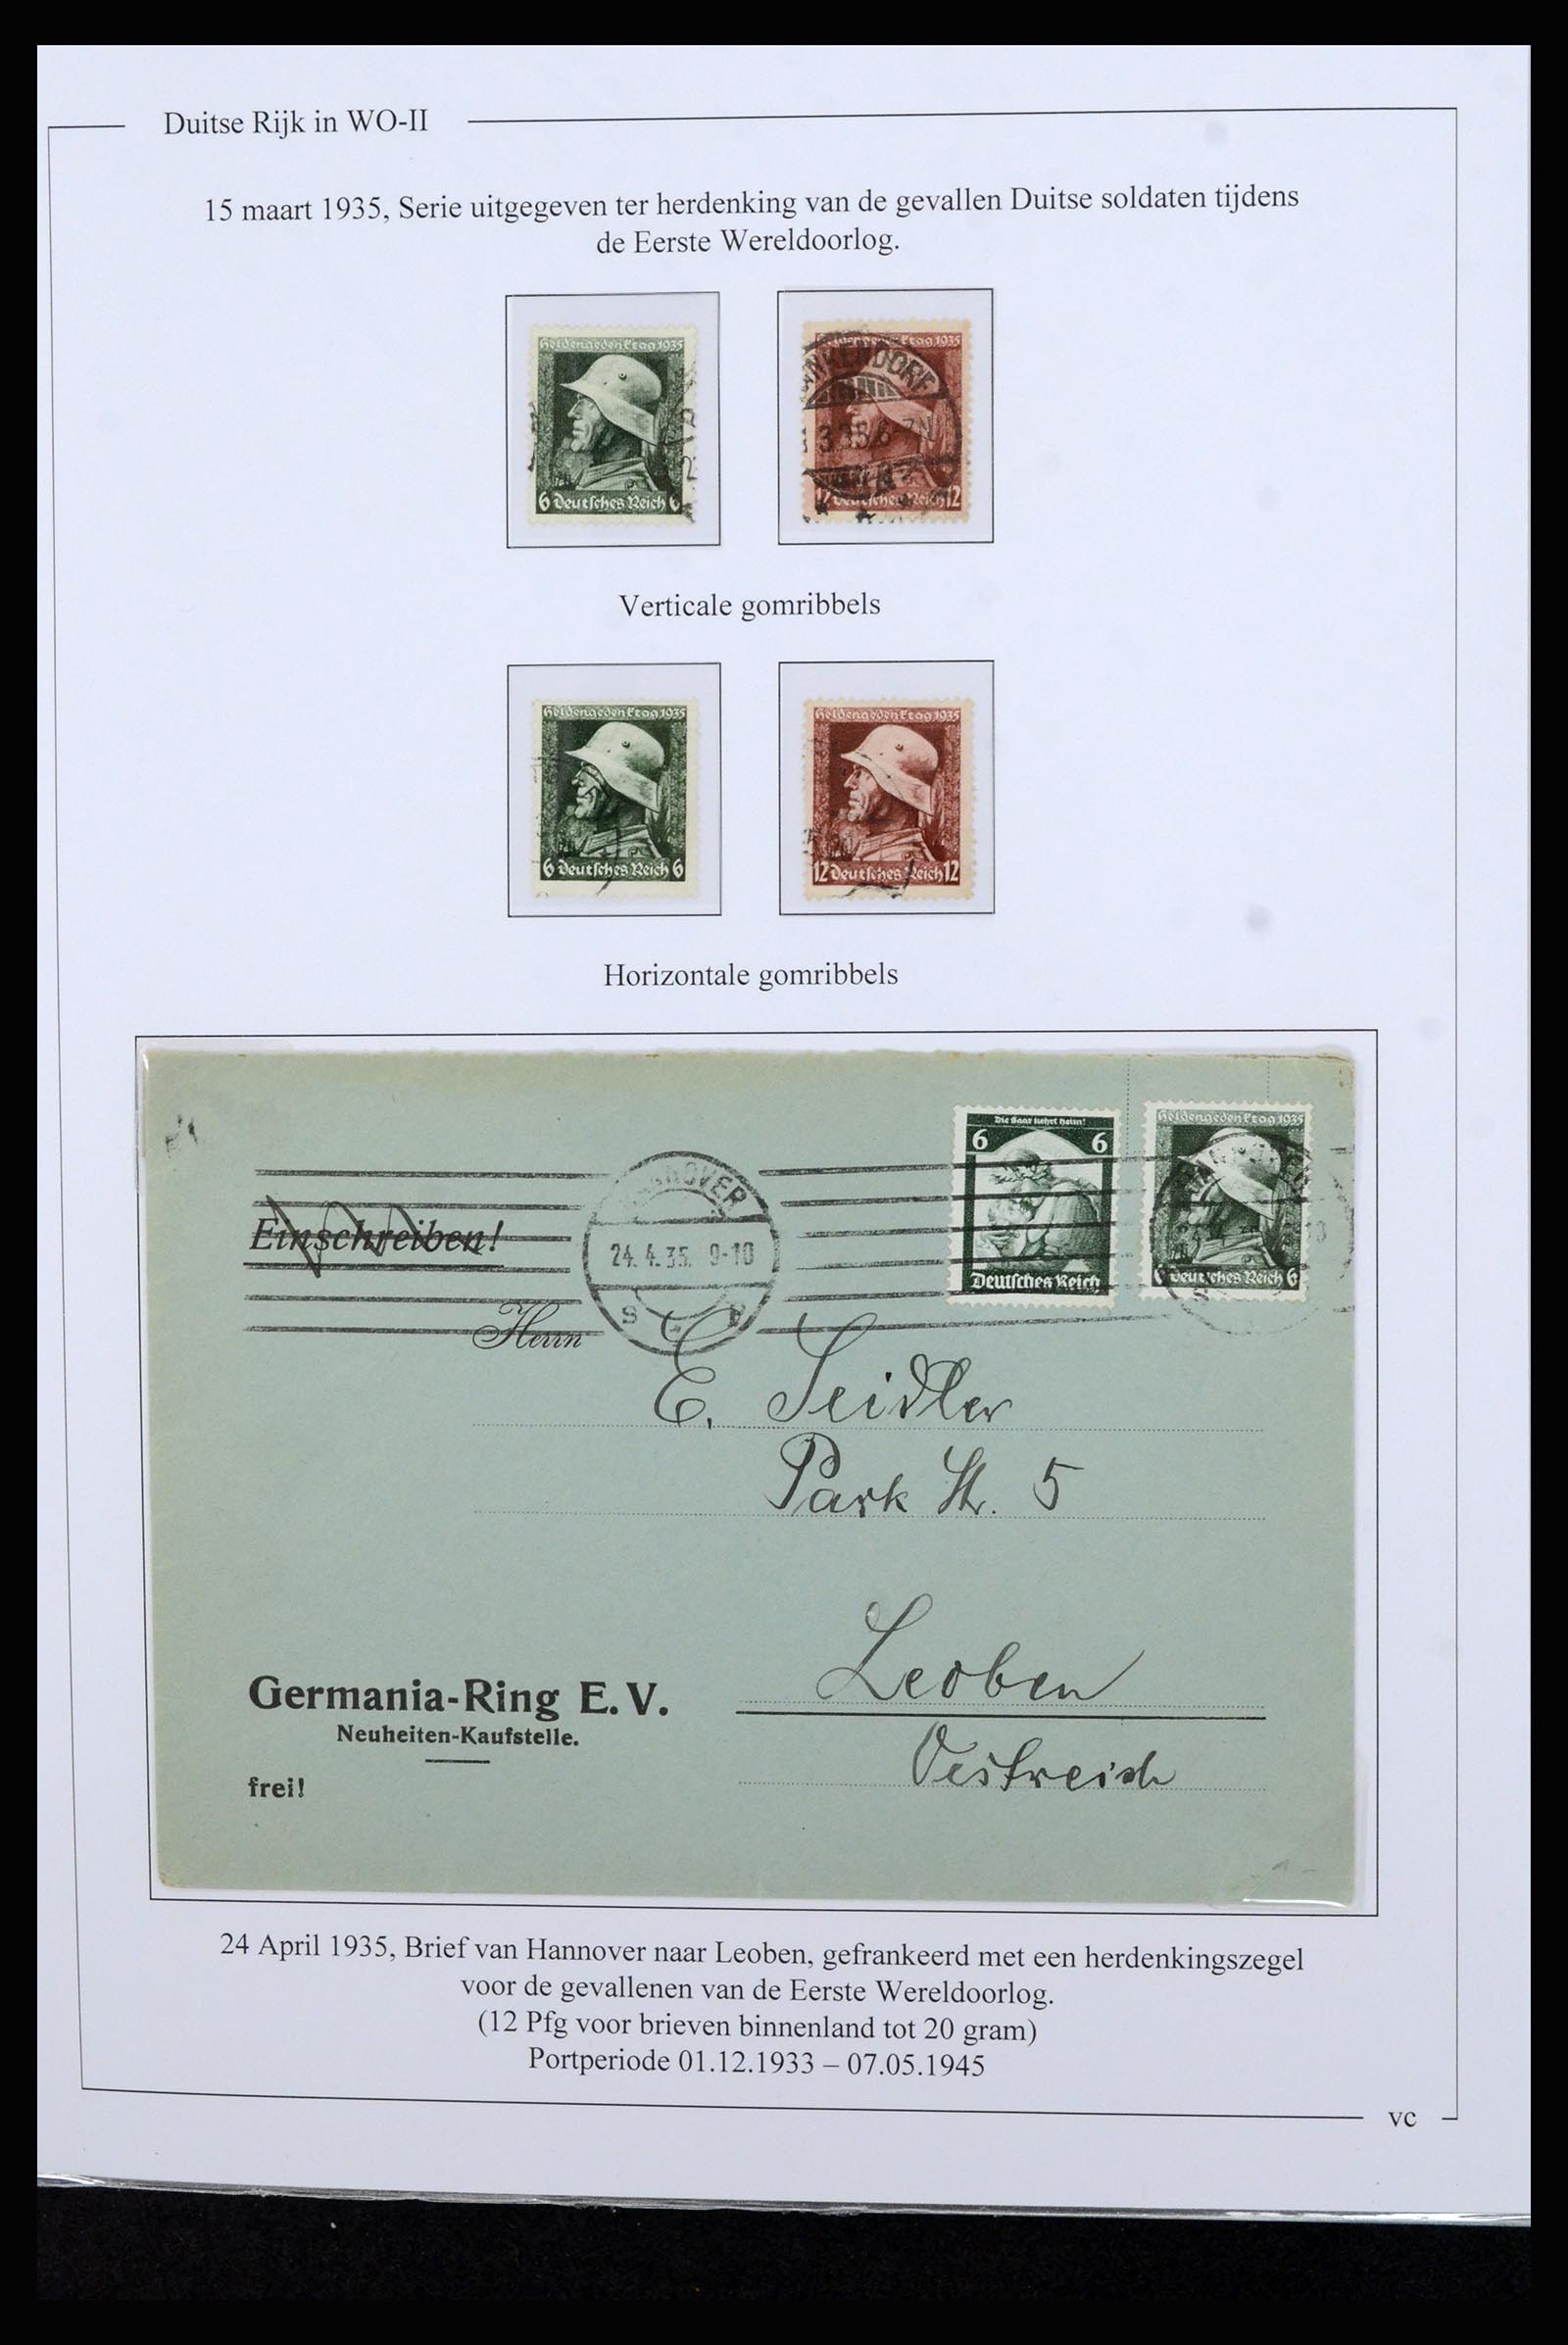 Duitse Rijk in WO-II
15 maart 1935, Serie uitgegeven ter herdenking van de gevallen Duitse soldaten tijdens
de Eerste Wereldoorlog.
Heldengedenktag 1935
6 Deutsches Reich 6
Heldengedenktag 1935
NKENDORF
3.35.6-7N
12 Deutsches Reich 12
Verticale gomribbels
Heldengedenktag 1935
6 Deutsches Reich 6
Heldengedenktag 1935
12 Deutsches Reich 12
Horizontale gomribbels
Die Saar kehrt heim!
6 6
Deutsches Reich
Heldengedenktag 1935
6 Deutsches Reich 6
HANNOVER
24.4.35. 9-10
Einschreiben!
Herrn
E. Seidler
Park Str. 5
Leoben
Oestreich
Germania-Ring E.V.
Neuheiten-Kaufstelle.
frei!
24 April 1935, Brief van Hannover naar Leoben, gefrankeerd met een herdenkingszegel
voor de gevallenen van de Eerste Wereldoorlog.
(12 Pfg voor brieven binnenland tot 20 gram)
Portperiode 01.12.1933 – 07.05.1945
vc